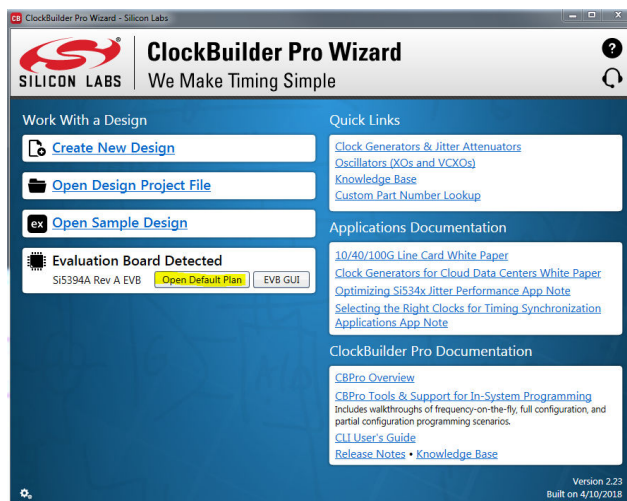 CB ClockBuilder Pro Wizard - Silicon Labs
SILICON LABS
ClockBuilder Pro Wizard
We Make Timing Simple
?
Work With a Design
Create New Design
Open Design Project File
ex Open Sample Design
Evaluation Board Detected
Si5394A Rev A EVB Open Default Plan EVB GUI
Quick Links
Clock Generators & Jitter Attenuators
Oscillators (XOs and VCXOs)
Knowledge Base
Custom Part Number Lookup
Applications Documentation
10/40/100G Line Card White Paper
Clock Generators for Cloud Data Centers White Paper
Optimizing Si534x Jitter Performance App Note
Selecting the Right Clocks for Timing Synchronization
Applications App Note
ClockBuilder Pro Documentation
CBPro Overview
CBPro Tools & Support for In-System Programming
Includes walkthroughs of frequency-on-the-fly, full configuration, and
partial configuration programming scenarios.
CLI User's Guide
Release Notes • Knowledge Base
Version 2.23
Built on 4/10/2018